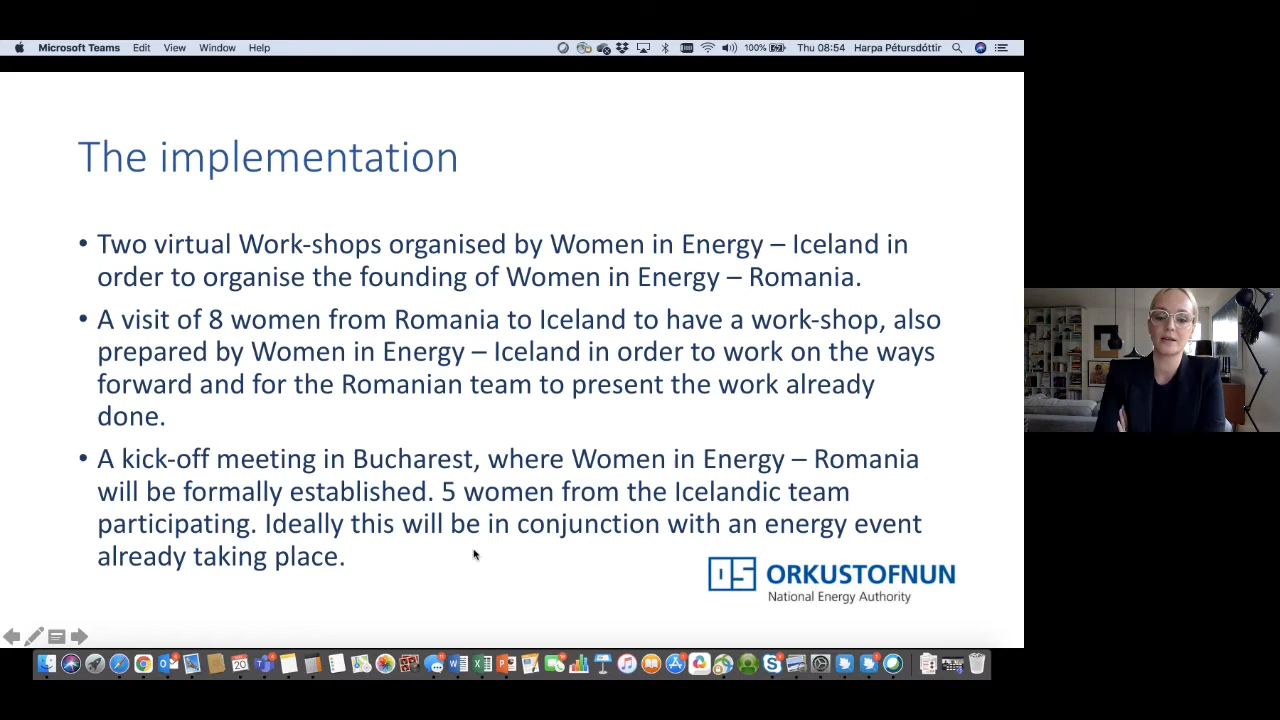 Microsoft Teams Edit View Window Help 100% Thu 08:54 Harpa Pétursdóttir
The implementation
• Two virtual Work-shops organised by Women in Energy – Iceland in
order to organise the founding of Women in Energy – Romania.
• A visit of 8 women from Romania to Iceland to have a work-shop, also
prepared by Women in Energy – Iceland in order to work on the ways
forward and for the Romanian team to present the work already
done.
• A kick-off meeting in Bucharest, where Women in Energy – Romania
will be formally established. 5 women from the Icelandic team
participating. Ideally this will be in conjunction with an energy event
already taking place.
OS ORKUSTOFNUN
National Energy Authority
20